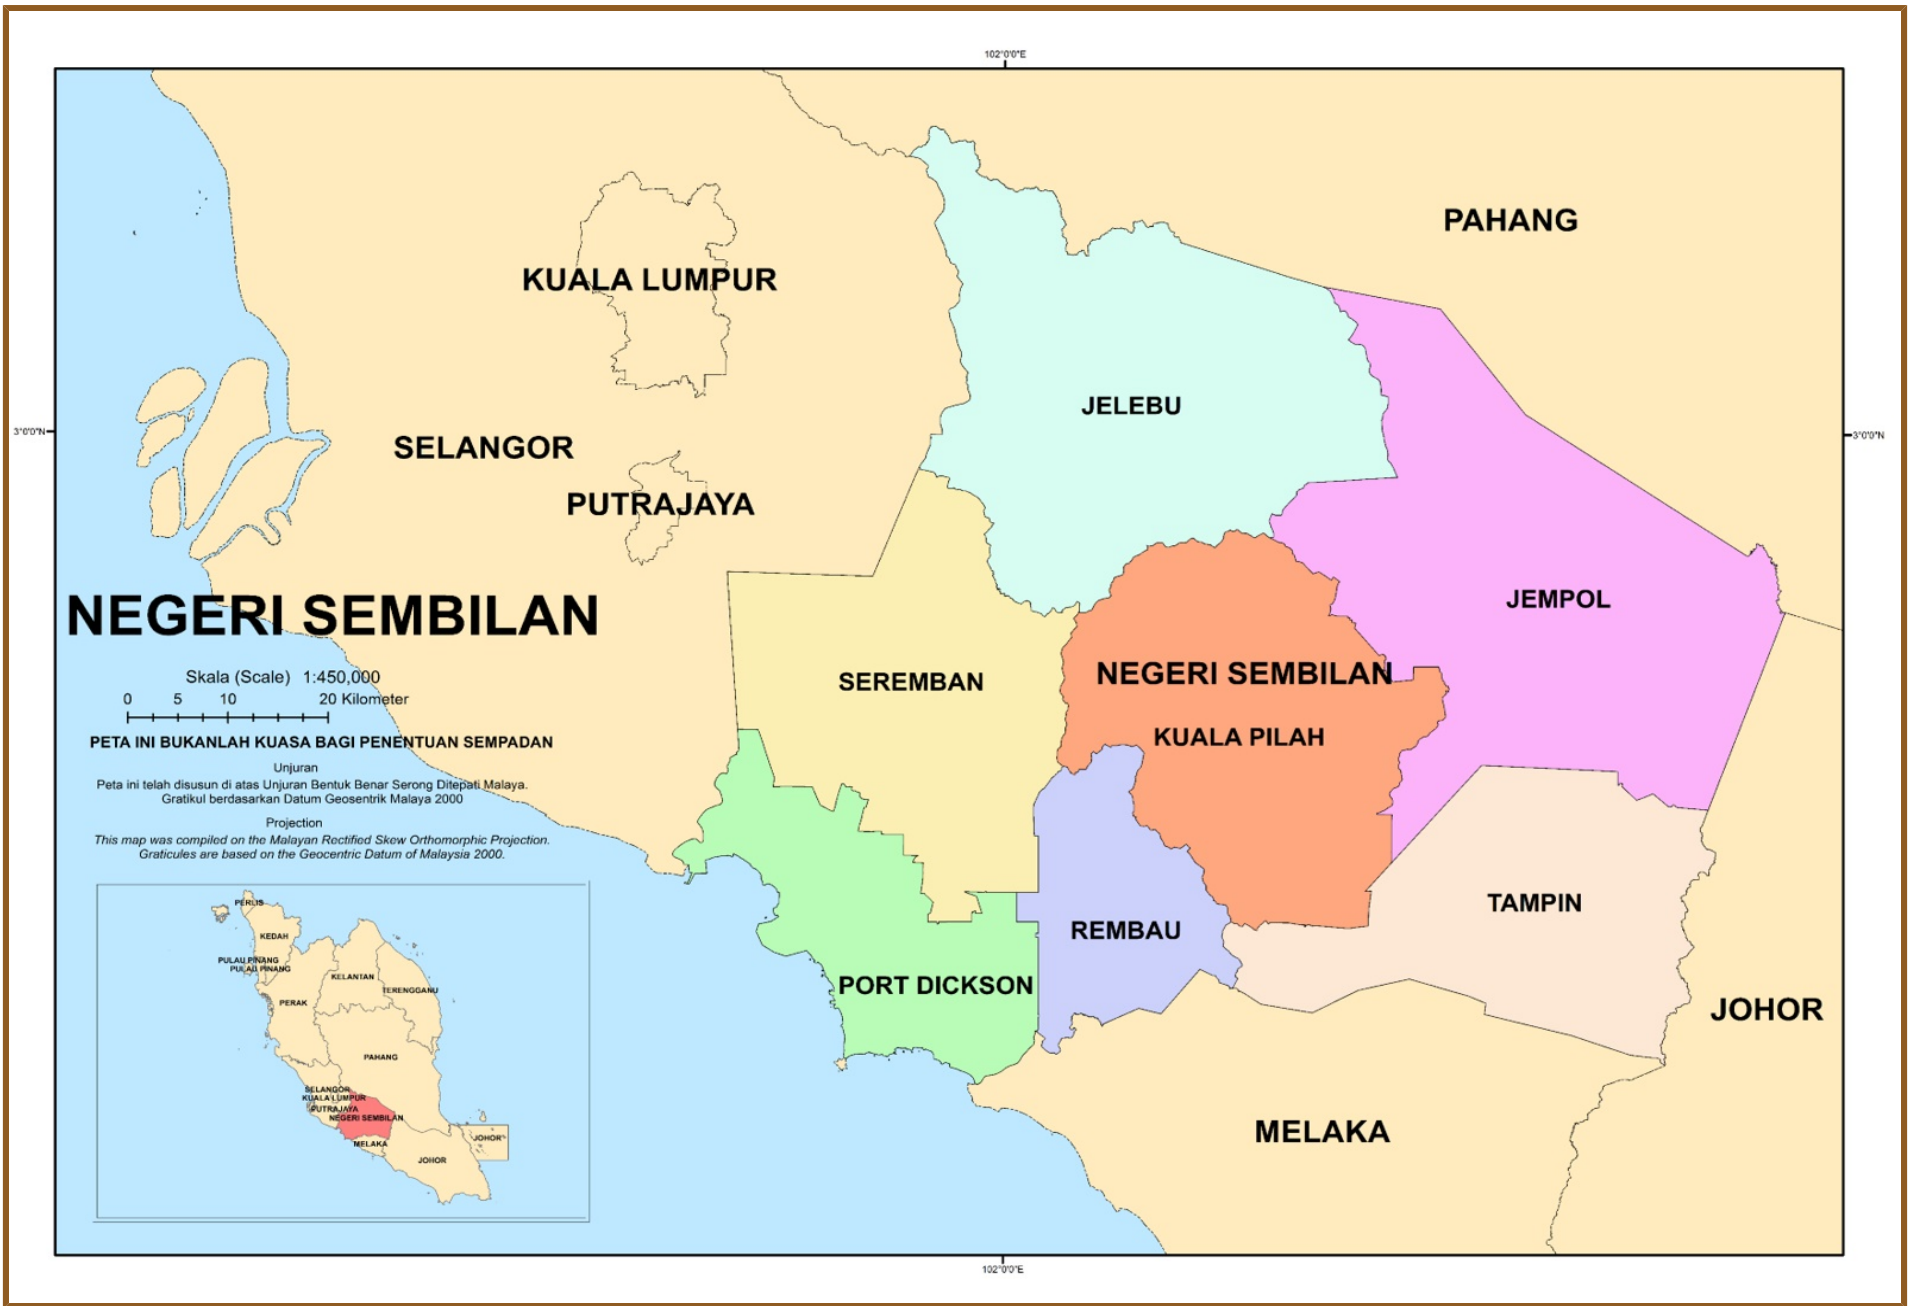 102°0'0"E
PAHANG
KUALA LUMPUR
JELEBU
3°0'0"N
3°0'0"N
SELANGOR
PUTRAJAYA
JEMPOL
NEGERI SEMBILAN
Skala (Scale) 1:450,000
0 5 10 20 Kilometer
PETA INI BUKANLAH KUASA BAGI PENENTUAN SEMPADAN
Unjuran
Peta ini telah disusun di atas Unjuran Bentuk Benar Serong Ditepati Malaya.
Gratikul berdasarkan Datum Geosentrik Malaya 2000
Projection
This map was compiled on the Malayan Rectified Skew Orthomorphic Projection.
Graticules are based on the Geocentric Datum of Malaysia 2000.
SEREMBAN
NEGERI SEMBILAN
KUALA PILAH
TAMPIN
REMBAU
PORT DICKSON
JOHOR
MELAKA
PERLIS
KEDAH
PULAU PINANG
PULAU PINANG
KELANTAN
TERENGGANU
PERAK
PAHANG
SELANGOR
KUALA LUMPUR
PUTRAJAYA
NEGERI SEMBILAN
MELAKA
JOHOR
JOHOR
102°0'0"E